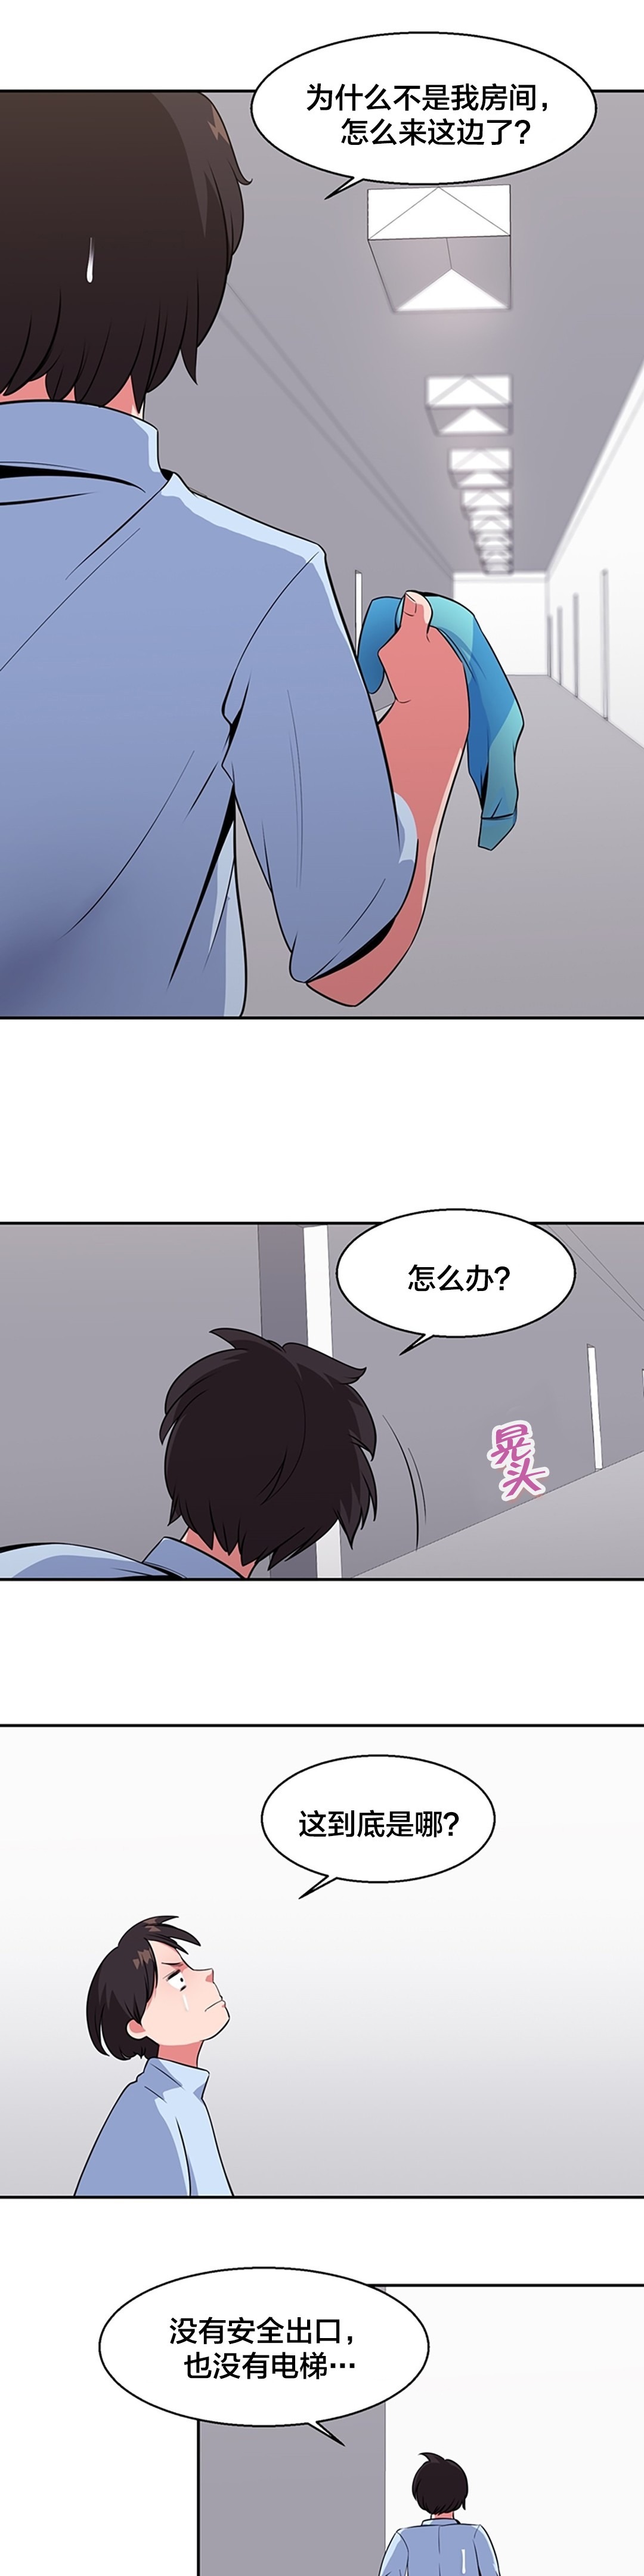 为什么不是我房间，
怎么来这边了？
怎么办？
晃
头
这到底是哪？
没有安全出口，
也没有电梯…